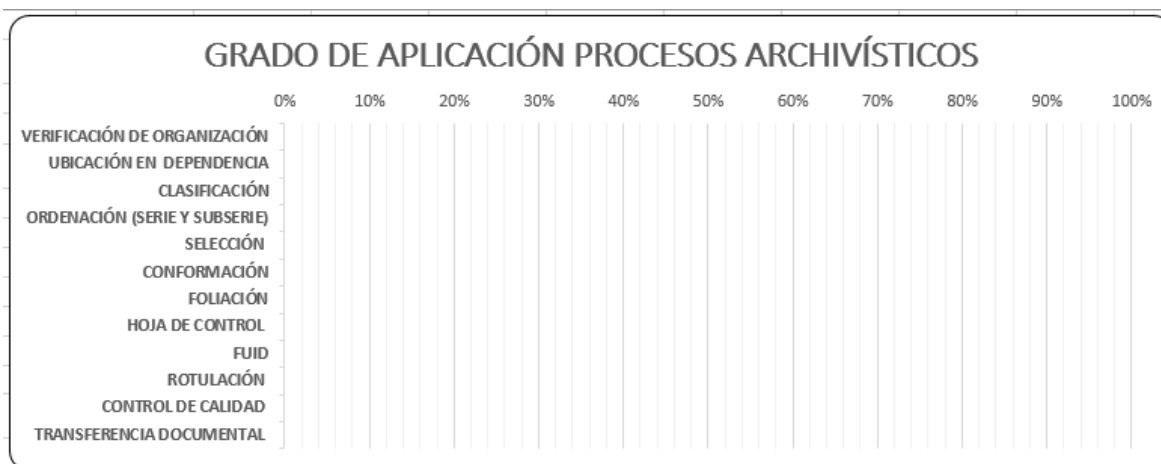 GRADO DE APLICACIÓN PROCESOS ARCHIVÍSTICOS
0% 10% 20% 30% 40% 50% 60% 70% 80% 90% 100%
VERIFICACIÓN DE ORGANIZACIÓN
UBICACIÓN EN DEPENDENCIA
CLASIFICACIÓN
ORDENACIÓN (SERIE Y SUBSERIE)
SELECCIÓN
CONFORMACIÓN
FOLIACIÓN
HOJA DE CONTROL
FUID
ROTULACIÓN
CONTROL DE CALIDAD
TRANSFERENCIA DOCUMENTAL